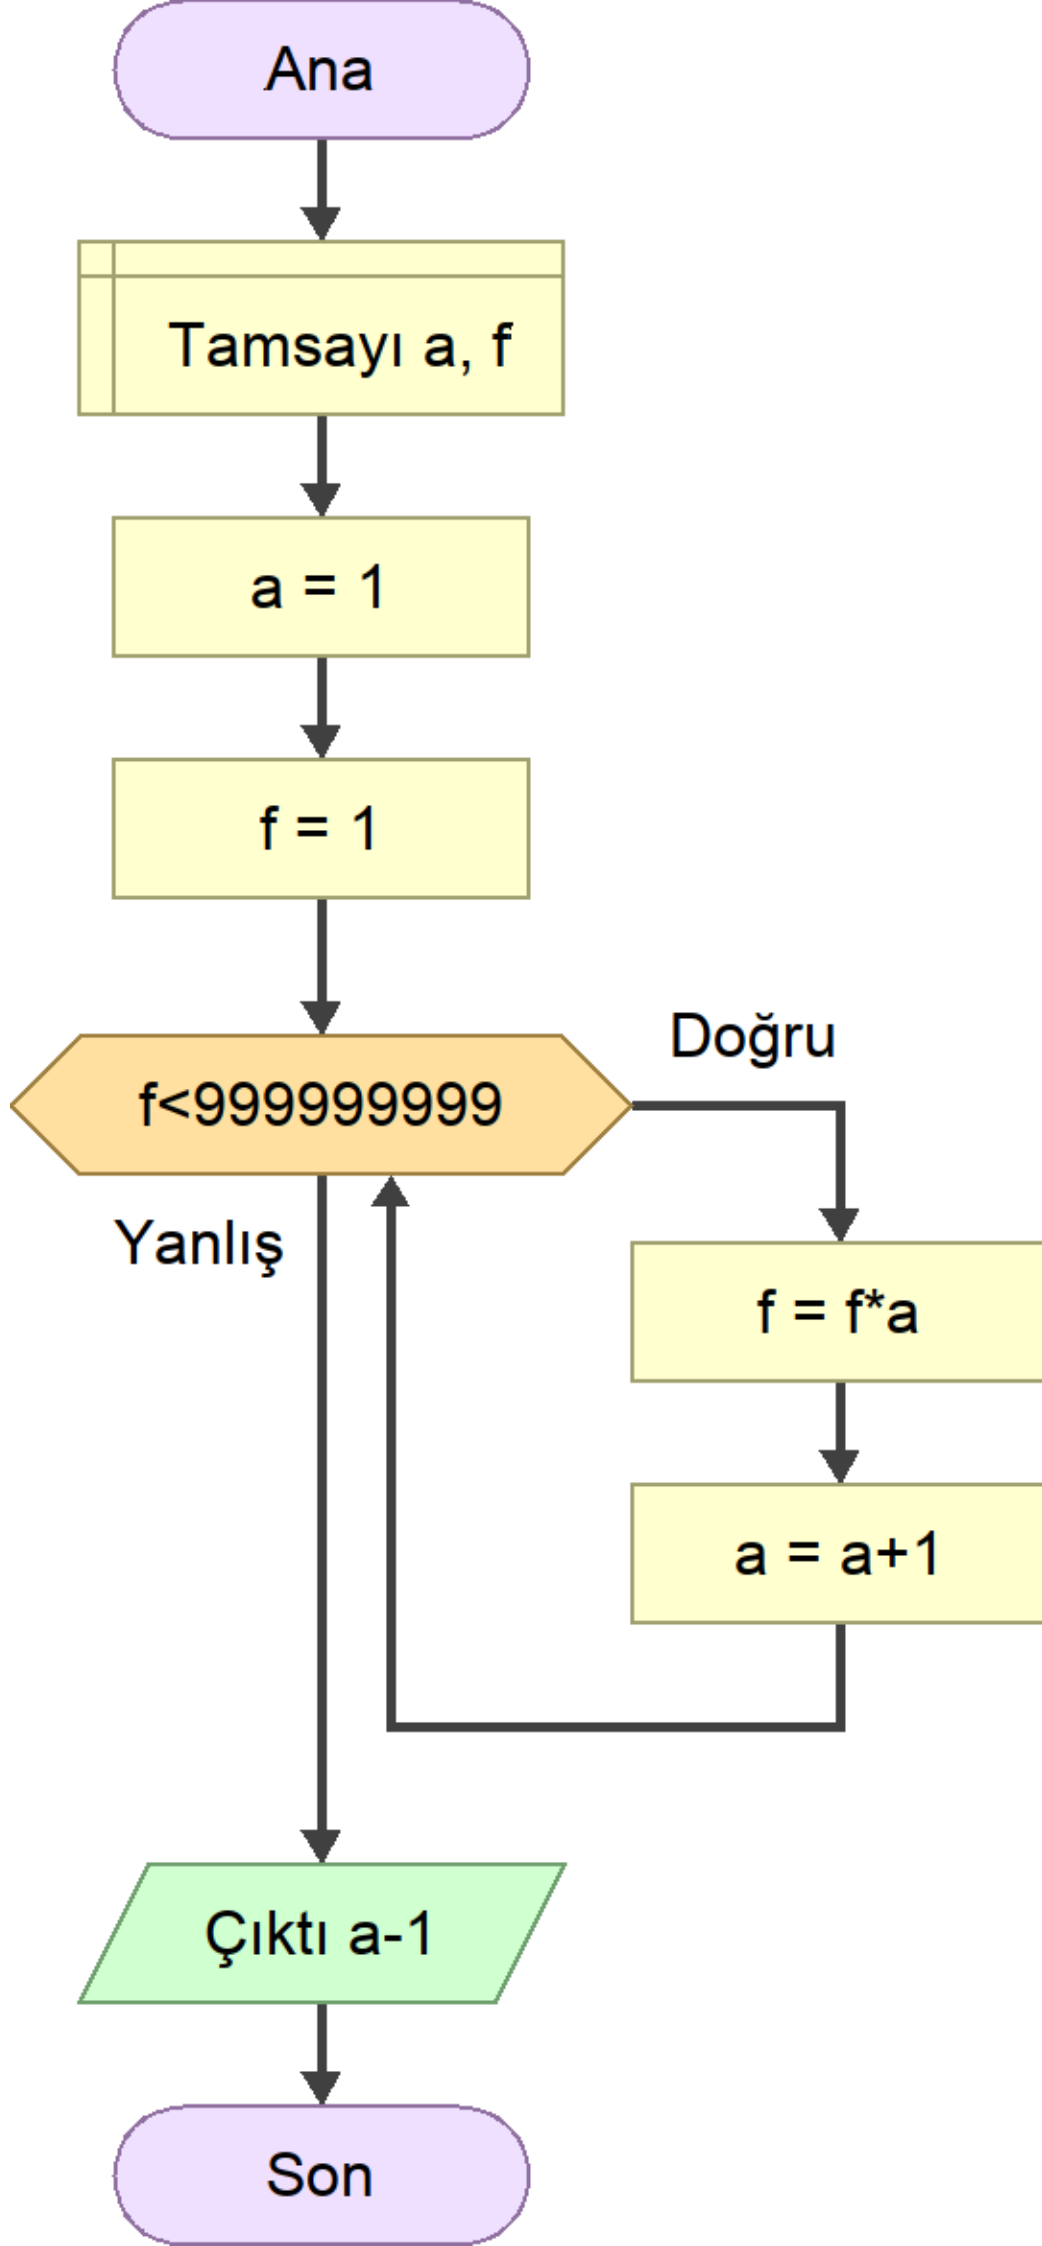 Ana
Tamsayı a, f
a = 1
f = 1
f<999999999
Doğru
Yanlış
f = f*a
a = a+1
Çıktı a-1
Son